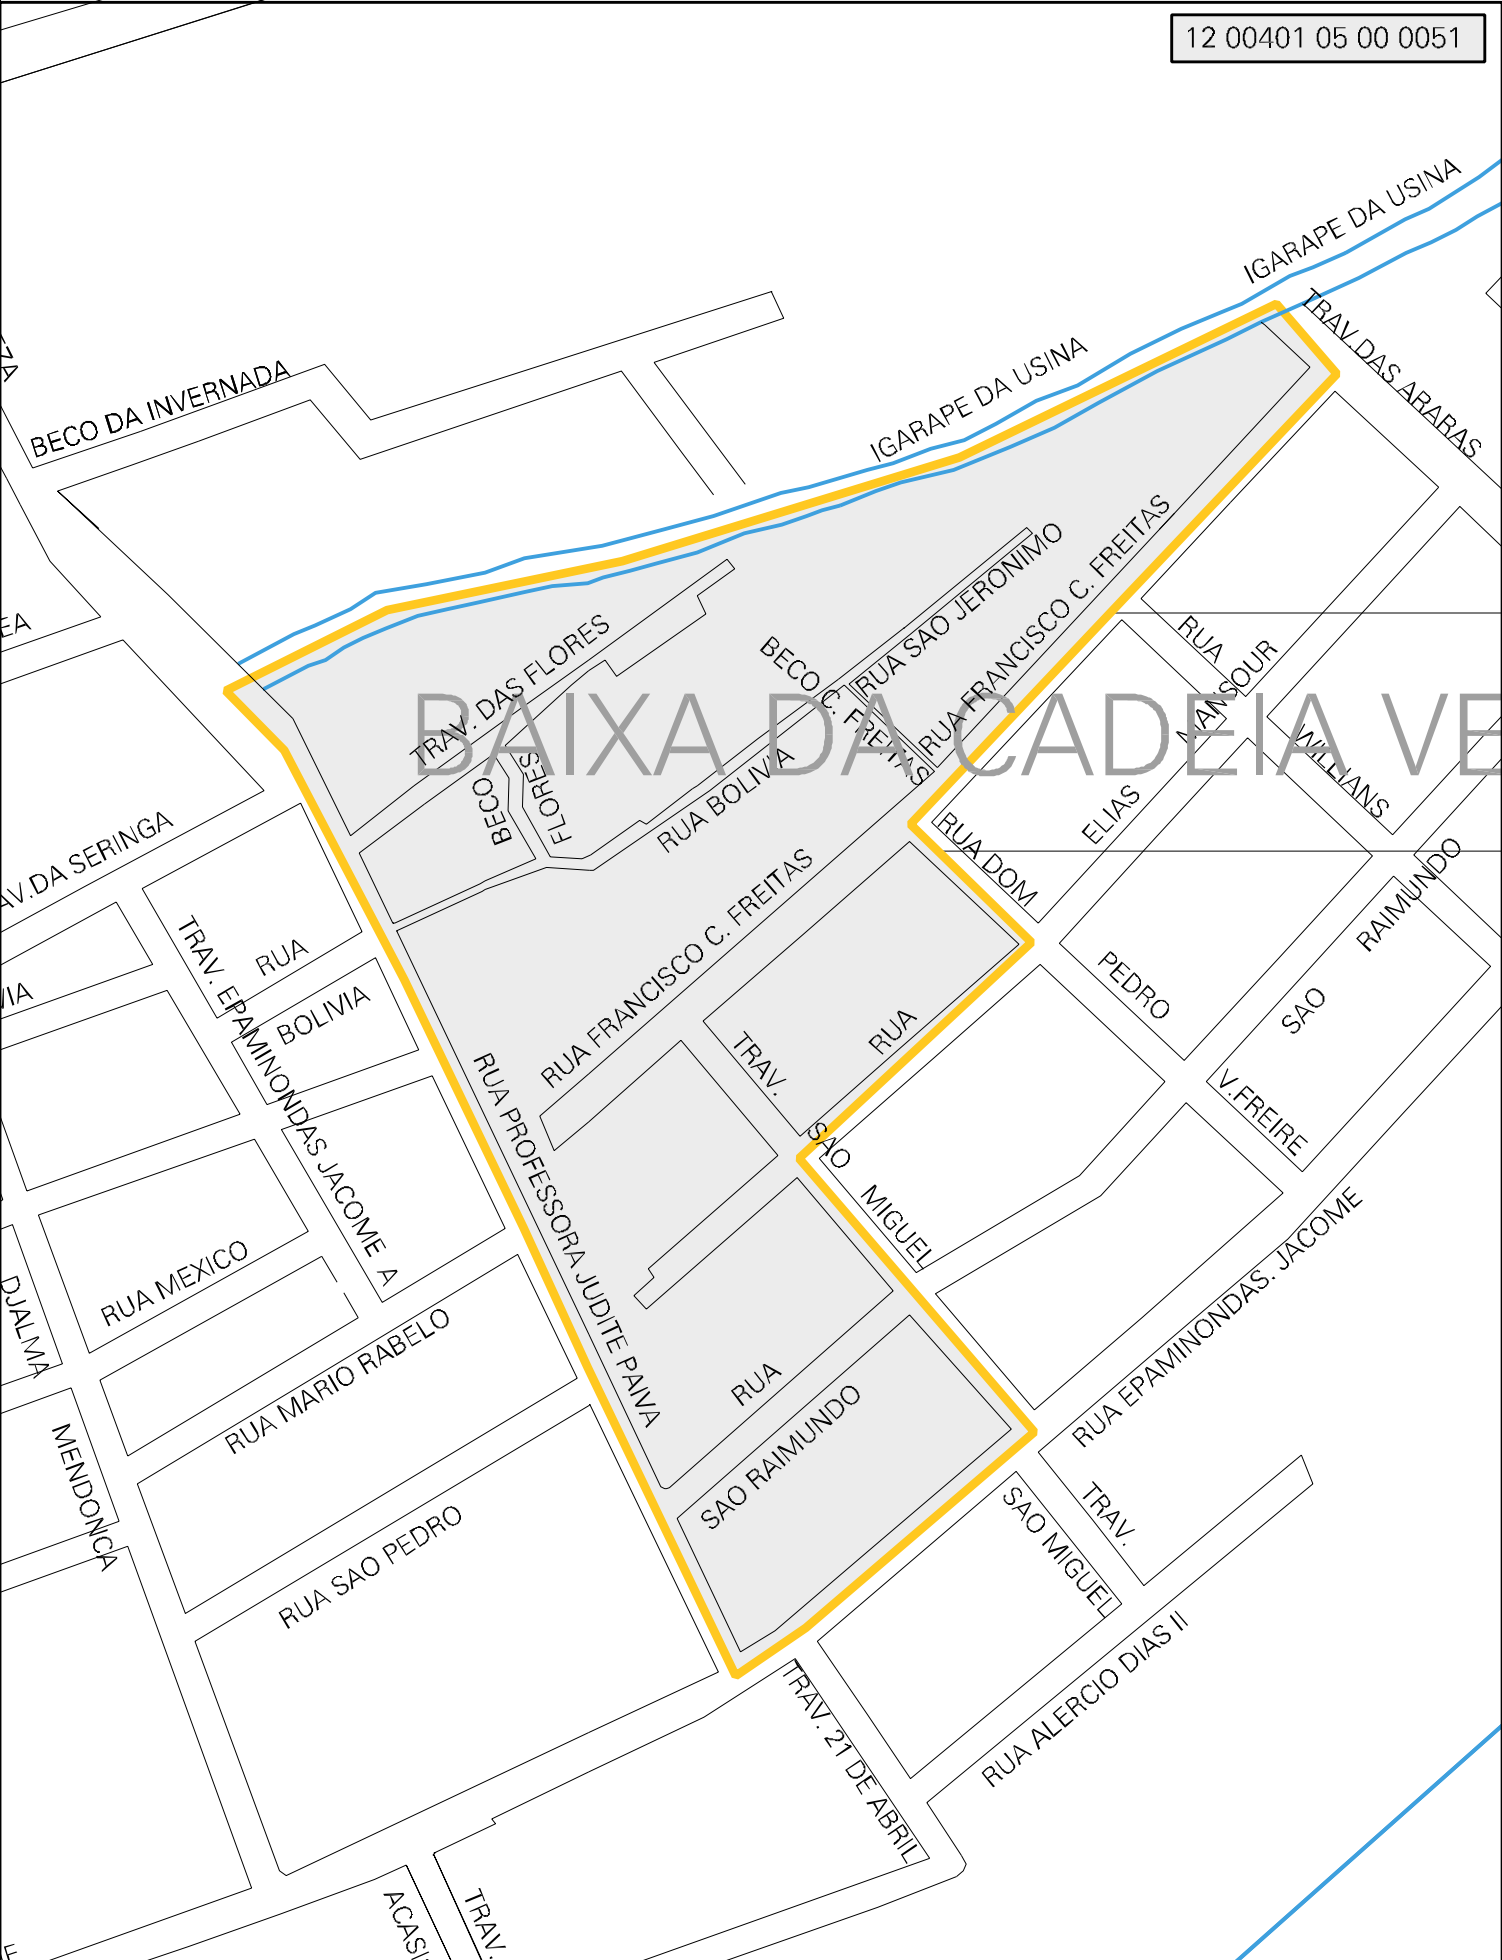 12 00401 05 00 0051
IGARAPE DA USINA
TRAV. DAS ARARAS
IGARAPE DA USINA
BECO DA INVERNADA
TRAV. DAS FLORES
RUA SAO JERONIMO
RUA FRANCISCO C. FREITAS
BECO C. FREITAS
BAIXA DA CADEIA VE
RUA
MANSOUR
ELIAS
WILLIANS
BECO
FLORES
RUA BOLIVIA
AV. DA SERINGA
RUA DOM
PEDRO
RAIMUNDO
SAO
V.FREIRE
RUA FRANCISCO C. FREITAS
TRAV. EPAMINONDAS JACOME A
RUA
BOLIVIA
VIA
EA
ZA
RUA PROFESSORA JUDITE PAIVA
TRAV.
RUA
SAO
MIGUEL
RUA MEXICO
RUA MARIO RABELO
DJALMA
MENDONCA
RUA SAO PEDRO
RUA
SAO RAIMUNDO
RUA EPAMINONDAS. JACOME
TRAV.
SAO MIGUEL
RUA ALERCIO DIAS II
TRAV. 21 DE ABRIL
TRAV.
ACASI
E